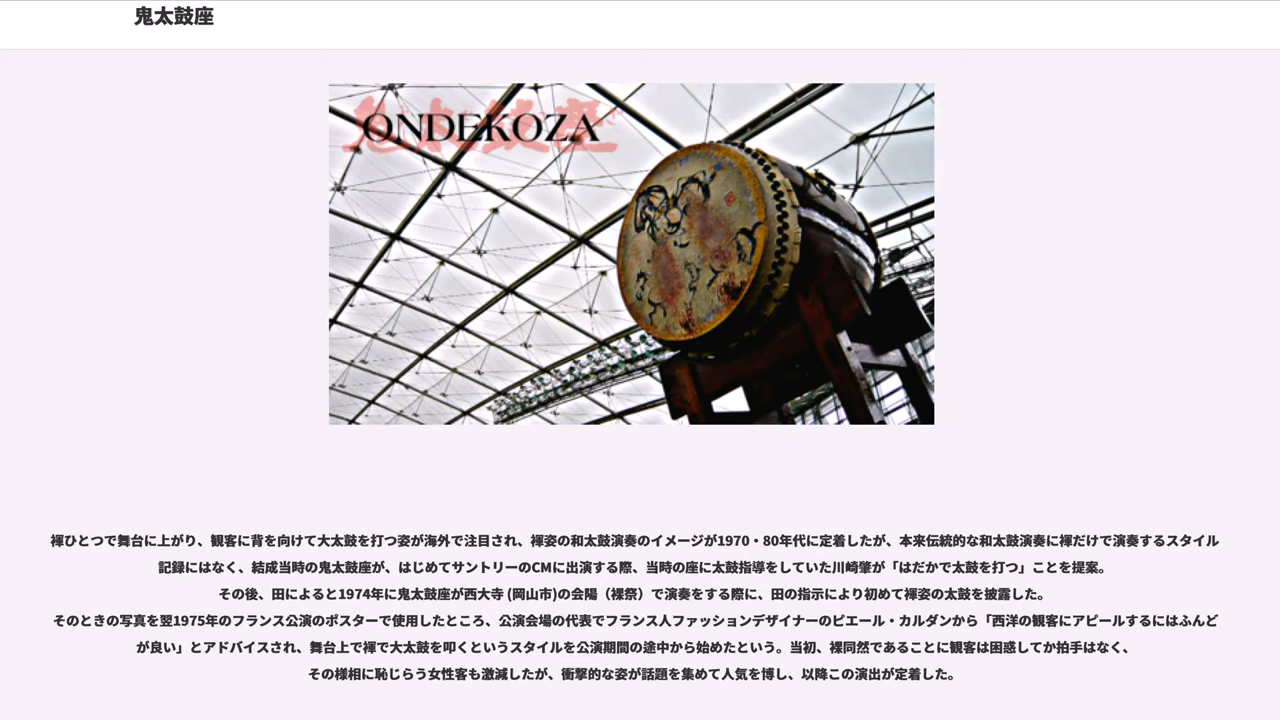 鬼太鼓座
ONDEKOZA
褌ひとつで舞台に上がり、観客に背を向けて大太鼓を打つ姿が海外で注目され、褌姿の和太鼓演奏のイメージが1970・80年代に定着したが、本来伝統的な和太鼓演奏に褌だけで演奏するスタイル
記録にはなく、結成当時の鬼太鼓座が、はじめてサントリーのCMに出演する際、当時の座に太鼓指導をしていた川崎肇が「はだかで太鼓を打つ」ことを提案。
その後、田によると1974年に鬼太鼓座が西大寺 (岡山市)の会陽（裸祭）で演奏をする際に、田の指示により初めて褌姿の太鼓を披露した。
そのときの写真を翌1975年のフランス公演のポスターで使用したところ、公演会場の代表でフランス人ファッションデザイナーのピエール・カルダンから「西洋の観客にアピールするにはふんど
が良い」とアドバイスされ、舞台上で褌で大太鼓を叩くというスタイルを公演期間の途中から始めたという。当初、裸同然であることに観客は困惑してか拍手はなく、
その様相に恥じらう女性客も激減したが、衝撃的な姿が話題を集めて人気を博し、以降この演出が定着した。